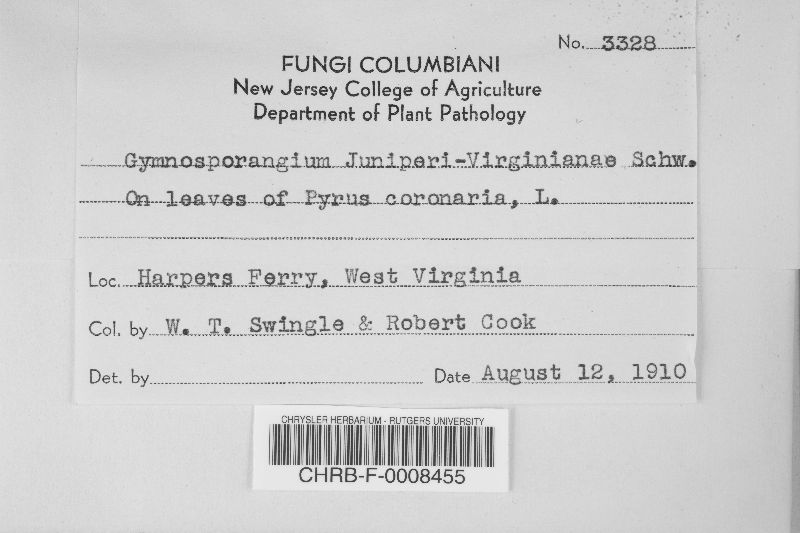 No. 3328
FUNGI COLUMBIANI
New Jersey College of Agriculture
Department of Plant Pathology
Gymnosporangium Juniperi-Virginianae Schw.
On leaves of Pyrus coronaria, L.
Loc. Harpers Ferry, West Virginia
Col. by W. T. Swingle & Robert Cook
Det. by Date August 12, 1910
CHRYSLER HERBARIUM - RUTGERS UNIVERSITY
CHRB-F-0008455